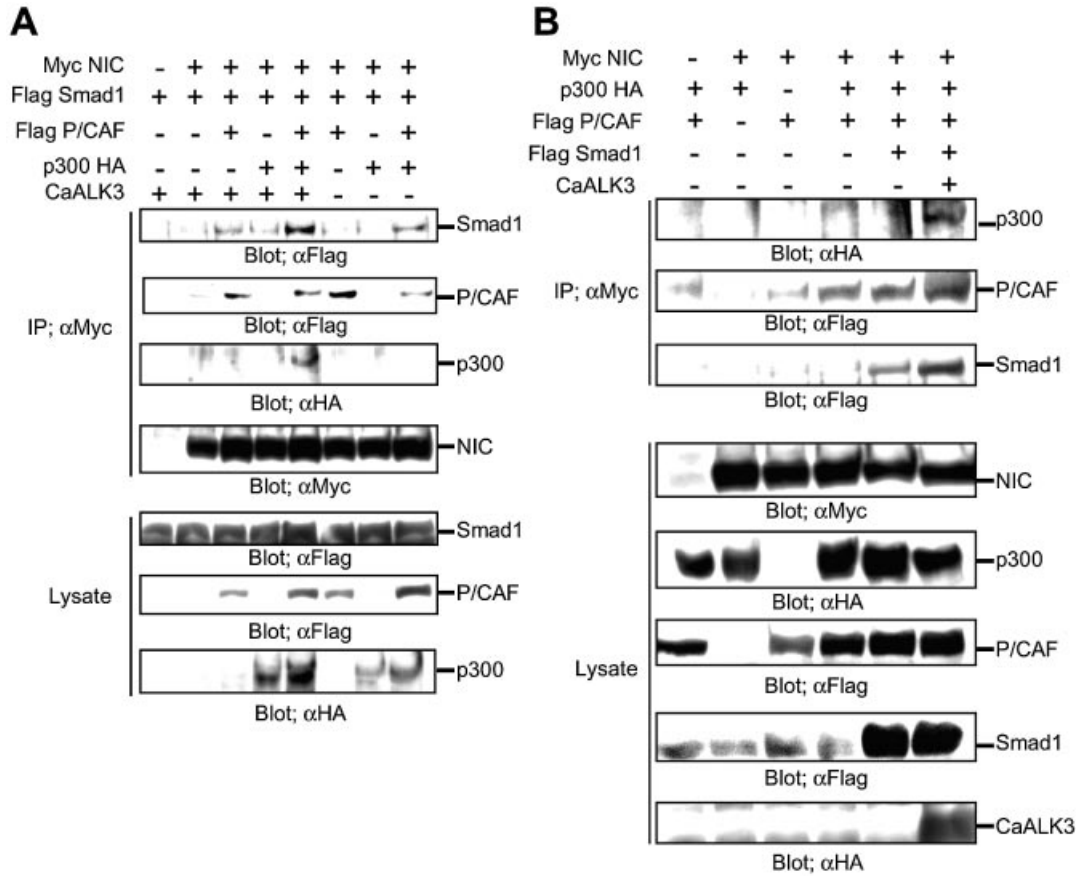 A
Myc NIC - + + + + + + +
Flag Smad1 + + + + + + + +
Flag P/CAF - - + - + + - +
p300 HA - - - + + - + +
CaALK3 + + + + + - - -
IP; αMyc
Smad1
Blot; αFlag
P/CAF
Blot; αFlag
p300
Blot; αHA
NIC
Blot; αMyc
Lysate
Smad1
Blot; αFlag
P/CAF
Blot; αFlag
p300
Blot; αHA
B
Myc NIC - + + + + +
p300 HA + + - + + +
Flag P/CAF + - + + + +
Flag Smad1 - - - - + +
CaALK3 - - - - - +
IP; αMyc
p300
Blot; αHA
P/CAF
Blot; αFlag
Smad1
Blot; αFlag
Lysate
NIC
Blot; αMyc
p300
Blot; αHA
P/CAF
Blot; αFlag
Smad1
Blot; αFlag
CaALK3
Blot; αHA